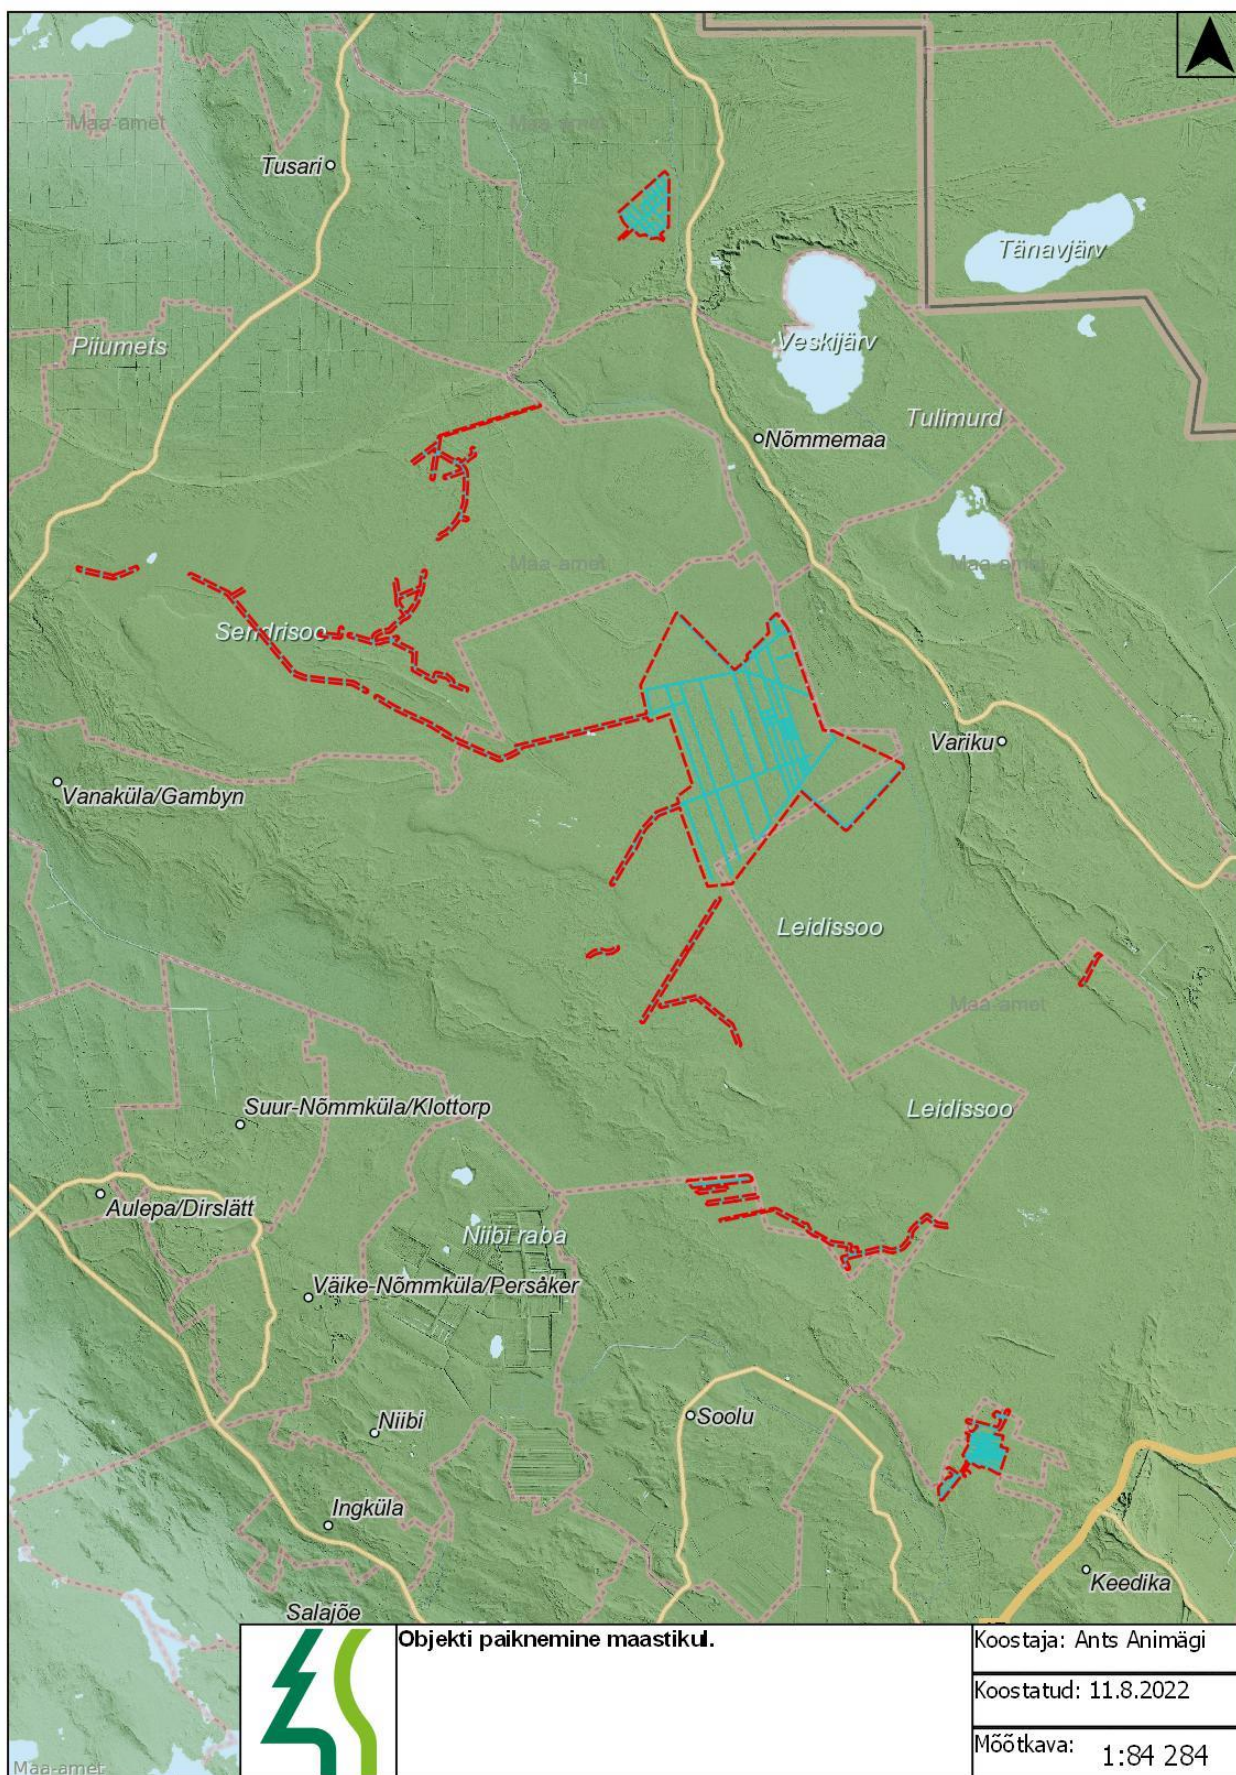 Maa-amet
Maa-amet
Tusari
Tänavjärv
Piiumets
Veskijärv
Tulimurd
Nõmmemaa
Maa-amet
Maa-amet
Sendrisoo
Variku
Vanaküla/Gambyn
Leidissoo
Maa-amet
Suur-Nõmmküla/Klottorp
Leidissoo
Aulepa/Dirslätt
Niibi raba
Väike-Nõmmküla/Persåker
Soolu
Niibi
Ingküla
Keedika
Salajõe
Objekti paiknemine maastikul.
Koostaja: Ants Animägi
Koostatud: 11.8.2022
Mõõtkava: 1:84 284
Maa-amet